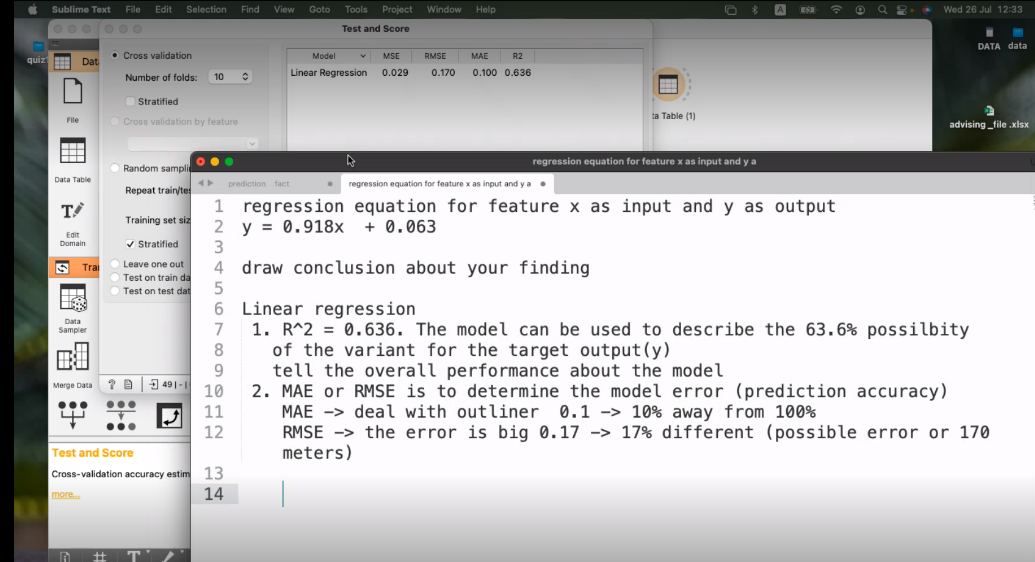 Sublime Text File Edit Selection Find View Goto Tools Project Window Help
Wed 26 Jul 12:33
Test and Score
DATA data
quiz
Dat
Cross validation
Number of folds: 10
Stratified
Cross validation by feature
Model MSE RMSE MAE R2
Linear Regression 0.029 0.170 0.100 0.636
File
ta Table (1)
advising _file .xlsx
Data Table
Random sampli
Repeat train/tes
Training set siz
Stratified
Leave one out
Test on train da
Test on test dat
Edit
Domain
Tra
Data
Sampler
Merge Data
49 | - |
Test and Score
Cross-validation accuracy estim
more...
regression equation for feature x as input and y a
prediction fact
regression equation for feature x as input and y a
1 regression equation for feature x as input and y as output
2 y = 0.918x + 0.063
3
4 draw conclusion about your finding
5
6 Linear regression
7 1. R^2 = 0.636. The model can be used to describe the 63.6% possilbity
8 of the variant for the target output(y)
9 tell the overall performance about the model
10 2. MAE or RMSE is to determine the model error (prediction accuracy)
11 MAE -> deal with outliner 0.1 -> 10% away from 100%
12 RMSE -> the error is big 0.17 -> 17% different (possible error or 170
meters)
13
14